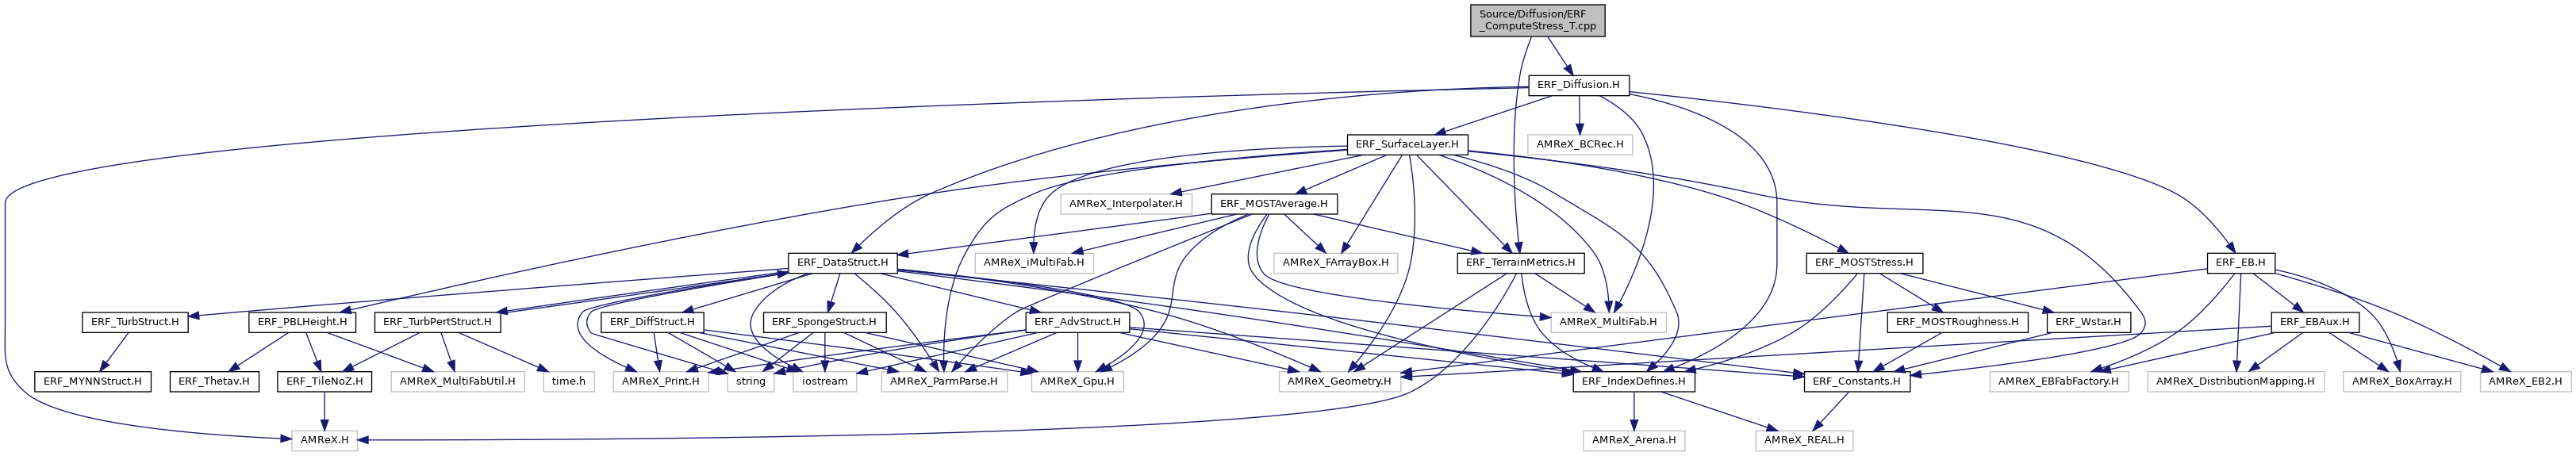 Source/Diffusion/ERF
_ComputeStress_T.cpp
ERF_Diffusion.H
ERF_SurfaceLayer.H
AMReX_BCRec.H
AMReX_Interpolater.H
ERF_MOSTAverage.H
ERF_DataStruct.H
AMReX_iMultiFab.H
AMReX_FArrayBox.H
ERF_TerrainMetrics.H
ERF_MOSTStress.H
ERF_EB.H
ERF_TurbStruct.H
ERF_PBLHeight.H
ERF_TurbPertStruct.H
ERF_DiffStruct.H
ERF_SpongeStruct.H
ERF_AdvStruct.H
AMReX_MultiFab.H
ERF_MOSTRoughness.H
ERF_Wstar.H
ERF_EBAux.H
ERF_MYNNStruct.H
ERF_Thetav.H
ERF_TileNoZ.H
AMReX_MultiFabUtil.H
time.h
AMReX_Print.H
string
iostream
AMReX_ParmParse.H
AMReX_Gpu.H
AMReX_Geometry.H
ERF_IndexDefines.H
ERF_Constants.H
AMReX_EBFabFactory.H
AMReX_DistributionMapping.H
AMReX_BoxArray.H
AMReX_EB2.H
AMReX.H
AMReX_Arena.H
AMReX_REAL.H